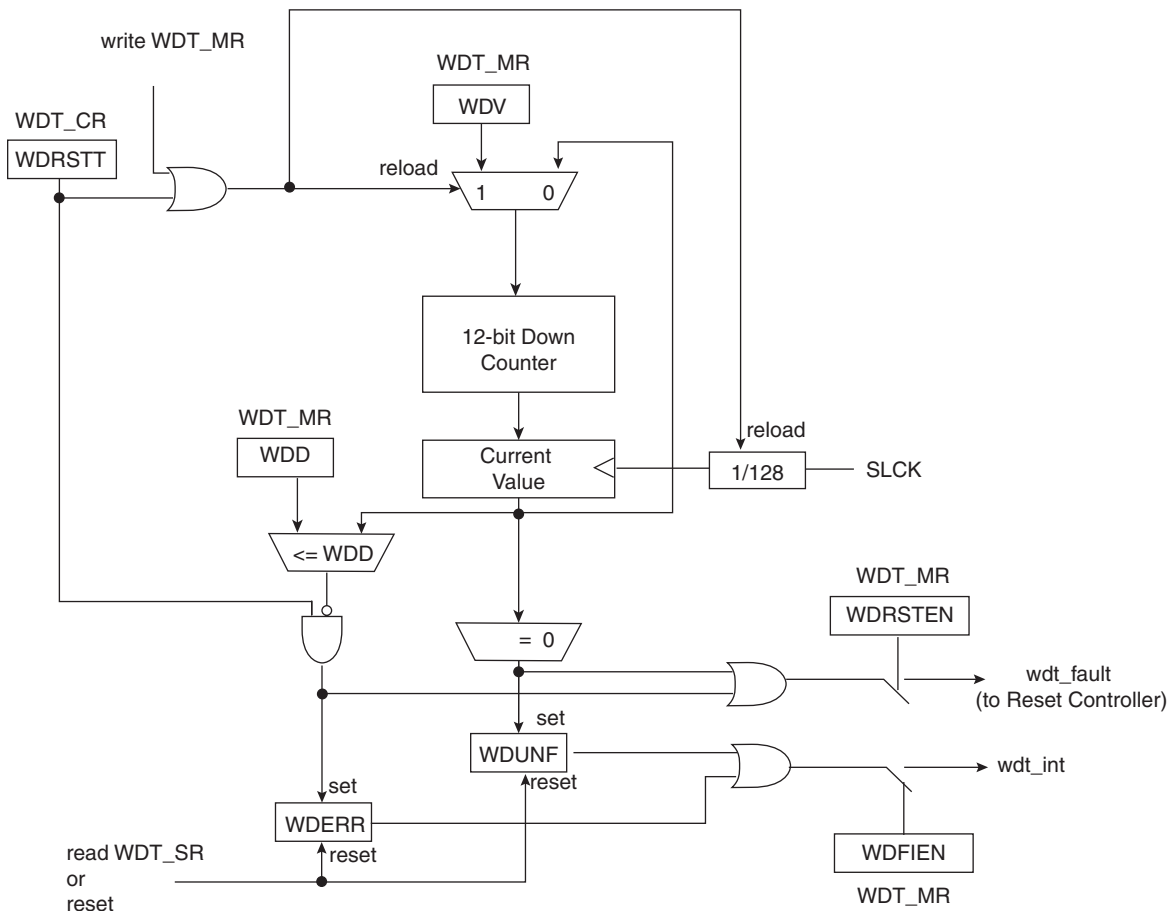 write WDT_MR
WDT_MR
WDV
WDT_CR
WDRSTT
reload
1 0
12-bit Down
Counter
WDT_MR
WDD
reload
Current
Value
1/128
SLCK
<= WDD
WDT_MR
WDRSTEN
= 0
wdt_fault
(to Reset Controller)
set
WDUNF
reset
wdt_int
set
WDERR
reset
read WDT_SR
or
reset
WDFIEN
WDT_MR